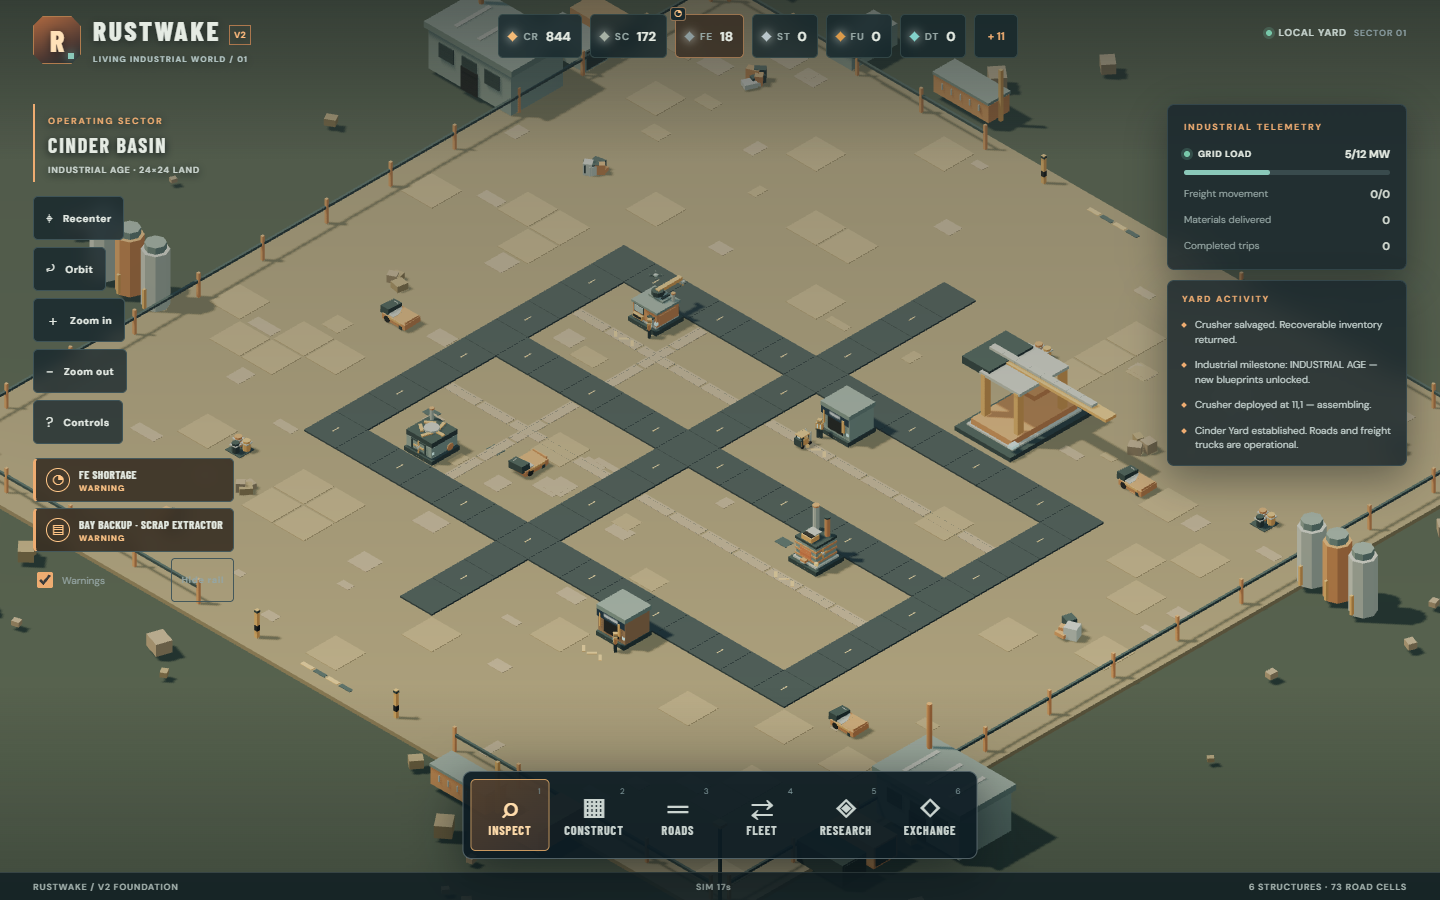 R
RUSTWAKE V2
LIVING INDUSTRIAL WORLD / 01
CR 844
SC 172
FE 18
ST 0
FU 0
DT 0
+11
LOCAL YARD SECTOR 01
OPERATING SECTOR
CINDER BASIN
INDUSTRIAL AGE · 24×24 LAND
Recenter
Orbit
+ Zoom in
− Zoom out
? Controls
FE SHORTAGE
WARNING
BAY BACKUP · SCRAP EXTRACTOR
WARNING
Warnings
INDUSTRIAL TELEMETRY
GRID LOAD 5/12 MW
Freight movement 0/0
Materials delivered 0
Completed trips 0
YARD ACTIVITY
Crusher salvaged. Recoverable inventory
returned.
Industrial milestone: INDUSTRIAL AGE —
new blueprints unlocked.
Crusher deployed at 11,1 — assembling.
Cinder Yard established. Roads and freight
trucks are operational.
1
INSPECT
2
CONSTRUCT
3
ROADS
4
FLEET
5
RESEARCH
6
EXCHANGE
RUSTWAKE / V2 FOUNDATION
SIM 17s
6 STRUCTURES · 73 ROAD CELLS